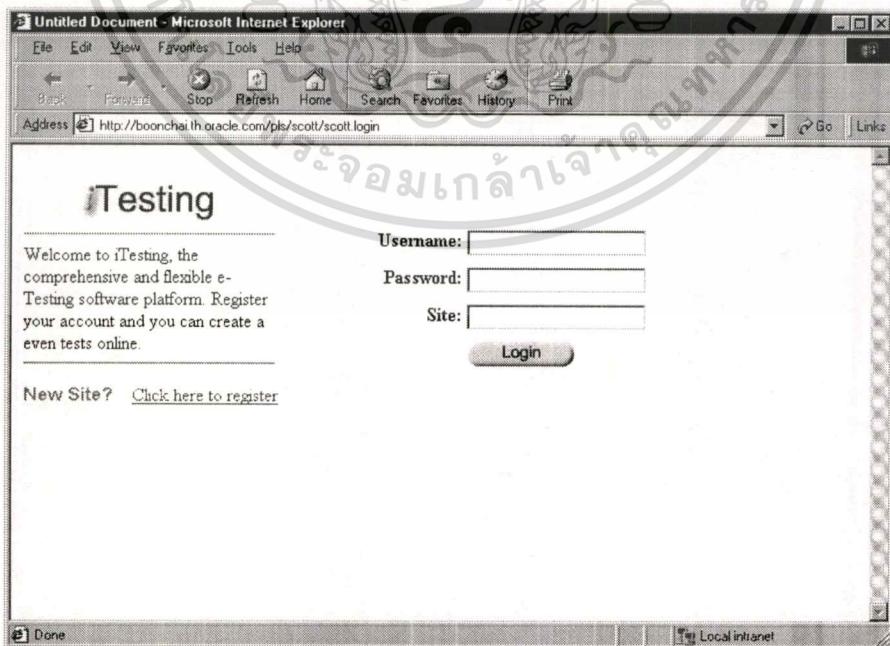 Untitled Document - Microsoft Internet Explorer
File Edit View Favorites Tools Help
Back Forward Stop Refresh Home Search Favorites History Print
Address http://boonchai.th.oracle.com/pls/scott/scott.login Go Links
iTesting
Welcome to iTesting, the
comprehensive and flexible e-
Testing software platform. Register
your account and you can create a
even tests online.
New Site? Click here to register
Username:
Password:
Site:
Login
Done Local intranet